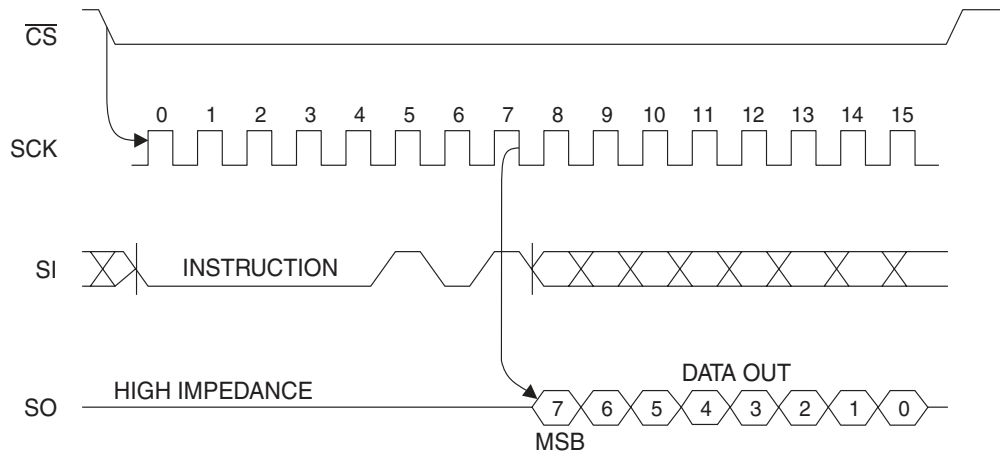 C̅S̅
0 1 2 3 4 5 6 7 8 9 10 11 12 13 14 15
SCK
SI
INSTRUCTION
HIGH IMPEDANCE
DATA OUT
SO
7 6 5 4 3 2 1 0
MSB